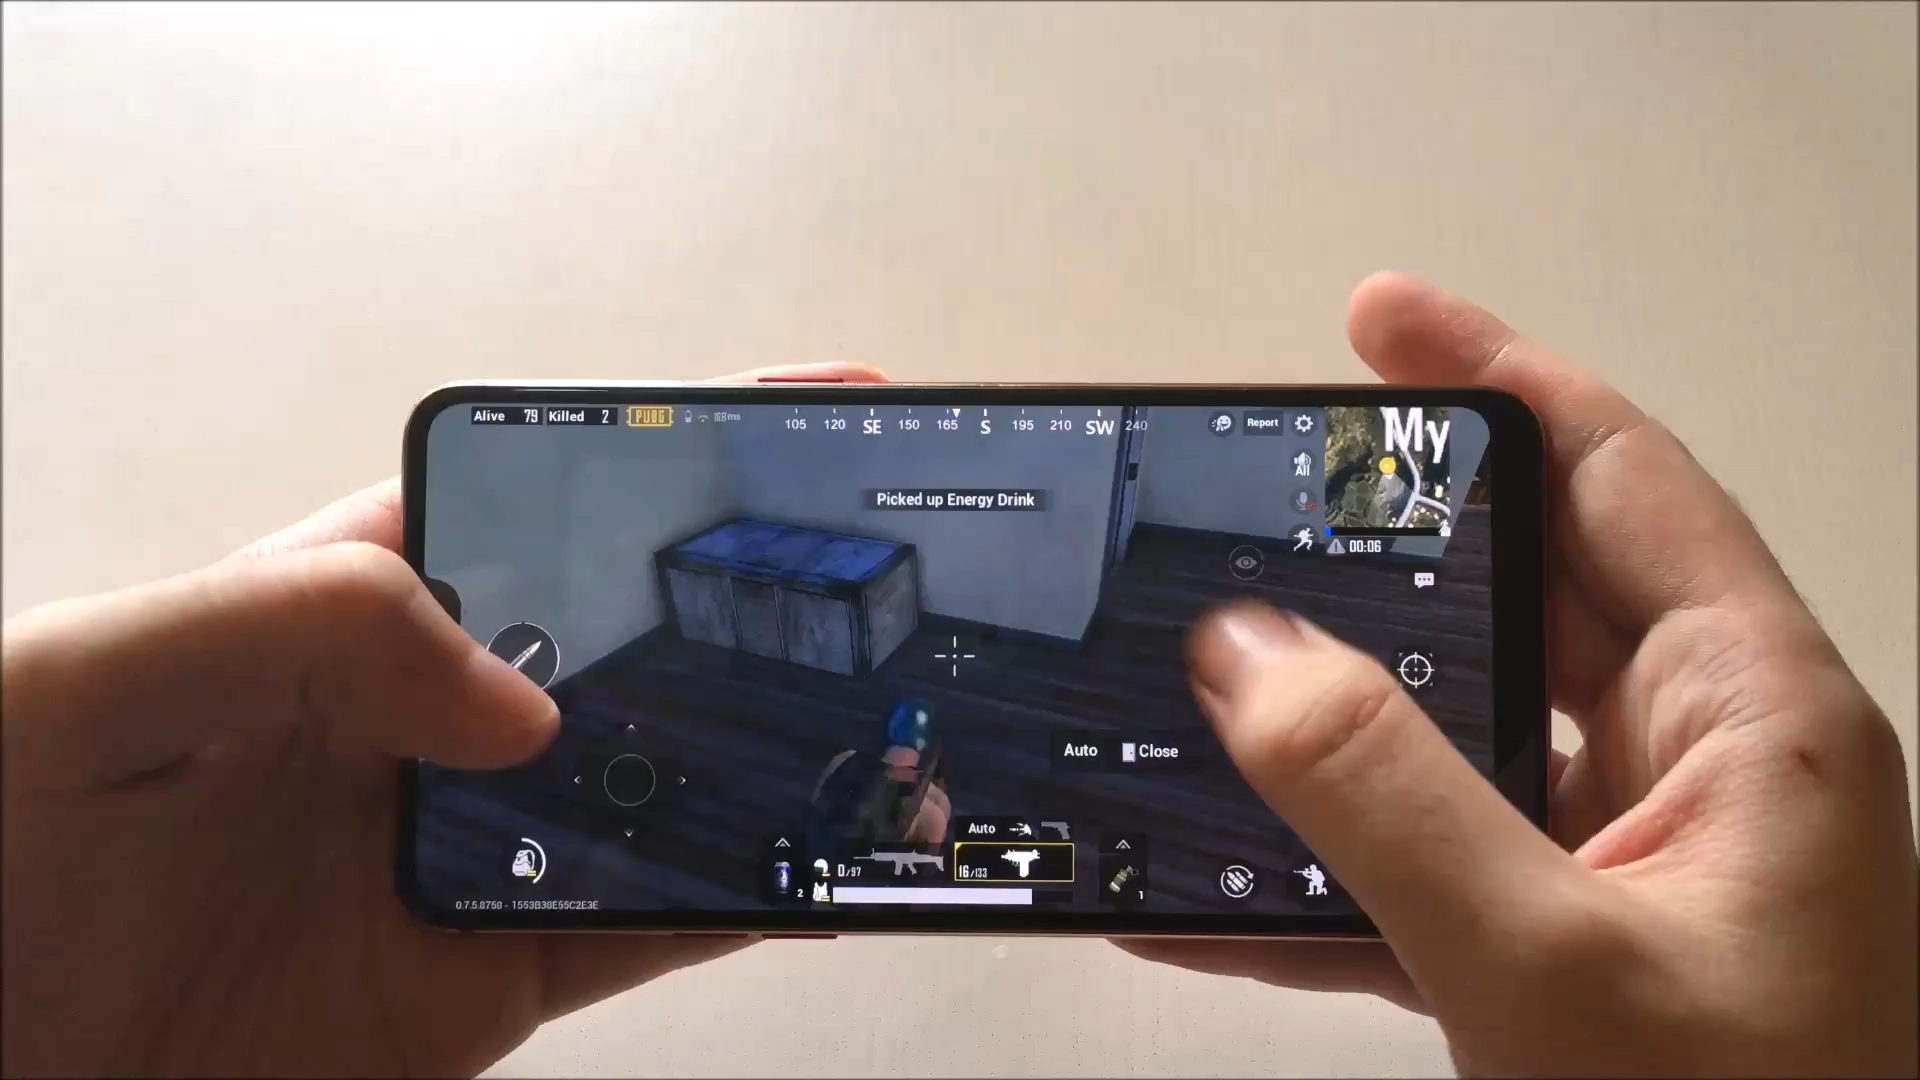 Alive 79 Killed 2 PUBG 168ms
105 120 SE 150 165 S 195 210 SW 240
Report
My
All
Picked up Energy Drink
00:06
Auto Close
Auto
0/97
16/133
2
1
0.7.5.8750 - 1553B38E55C2E3E